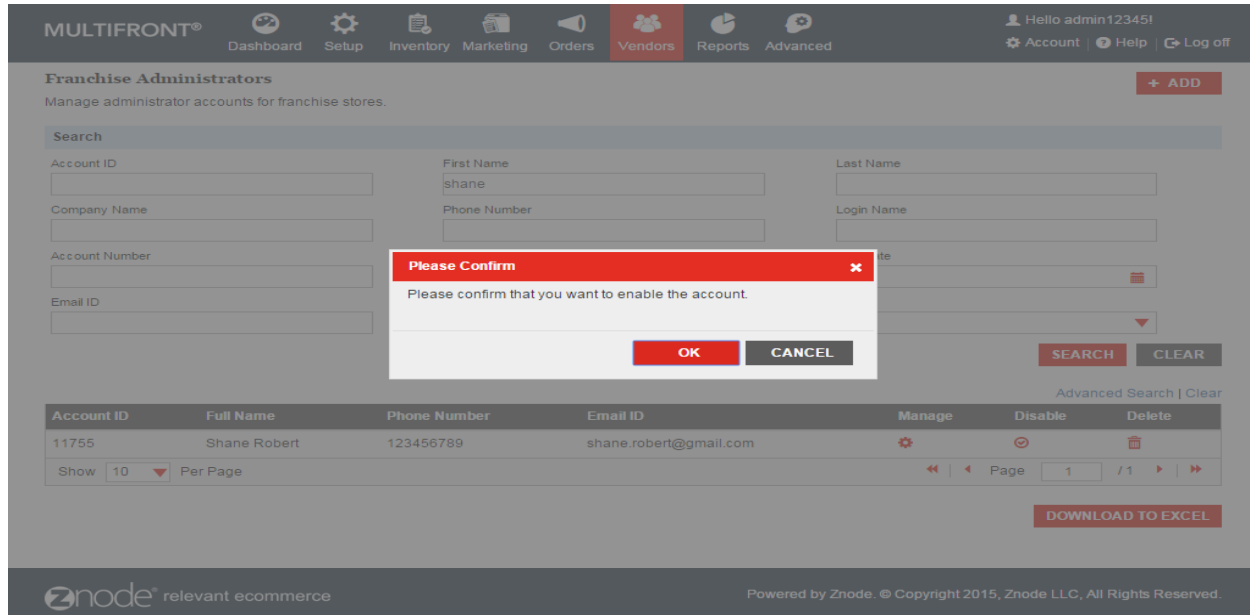 MULTIFRONT®
Dashboard Setup Inventory Marketing Orders Vendors Reports Advanced
Hello admin12345!
Account | Help | Log off
Franchise Administrators
+ ADD
Manage administrator accounts for franchise stores.
Search
Account ID First Name Last Name
shane
Company Name Phone Number Login Name
Account Number
Please Confirm
Please confirm that you want to enable the account.
Email ID
OK CANCEL
SEARCH CLEAR
Advanced Search | Clear
Account ID Full Name Phone Number Email ID Manage Disable Delete
11755 Shane Robert 123456789 shane.robert@gmail.com
Show 10 Per Page Page 1 / 1
DOWNLOAD TO EXCEL
znode® relevant ecommerce
Powered by Znode. © Copyright 2015, Znode LLC, All Rights Reserved.